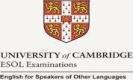 UNIVERSITY of CAMBRIDGE
ESOL Examinations
English for Speakers of Other Languages